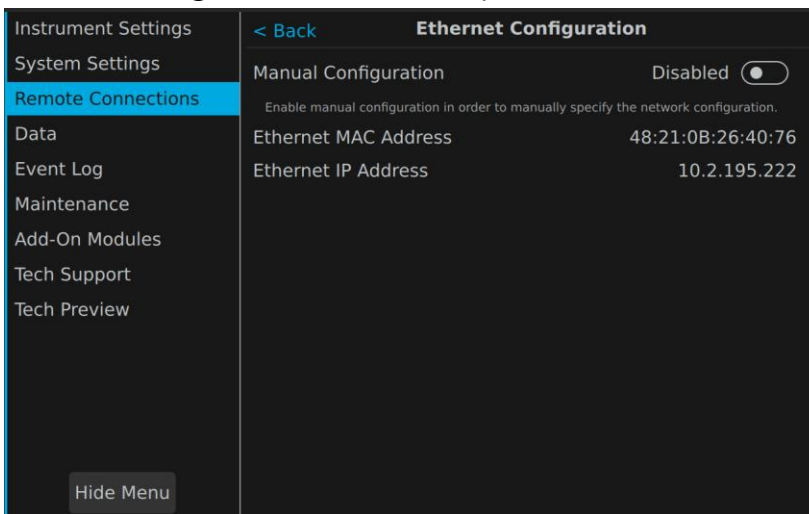 Instrument Settings
System Settings
Remote Connections
Data
Event Log
Maintenance
Add-On Modules
Tech Support
Tech Preview
Hide Menu
< Back
Ethernet Configuration
Manual Configuration Disabled
Enable manual configuration in order to manually specify the network configuration.
Ethernet MAC Address 48:21:0B:26:40:76
Ethernet IP Address 10.2.195.222